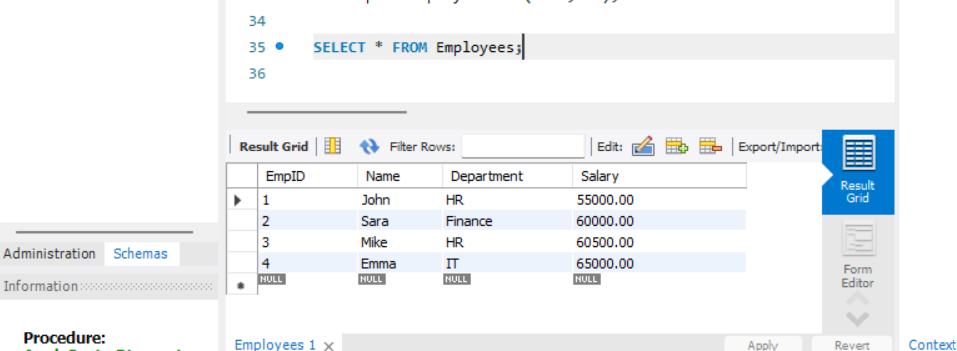 34
35 SELECT * FROM Employees;
36
Result Grid Filter Rows: Edit: Export/Import:
EmpID Name Department Salary
1 John HR 55000.00
2 Sara Finance 60000.00
3 Mike HR 60500.00
4 Emma IT 65000.00
NULL NULL NULL NULL
Result
Grid
Form
Editor
Administration Schemas
Information
Procedure:
Employees 1 Apply Revert Context